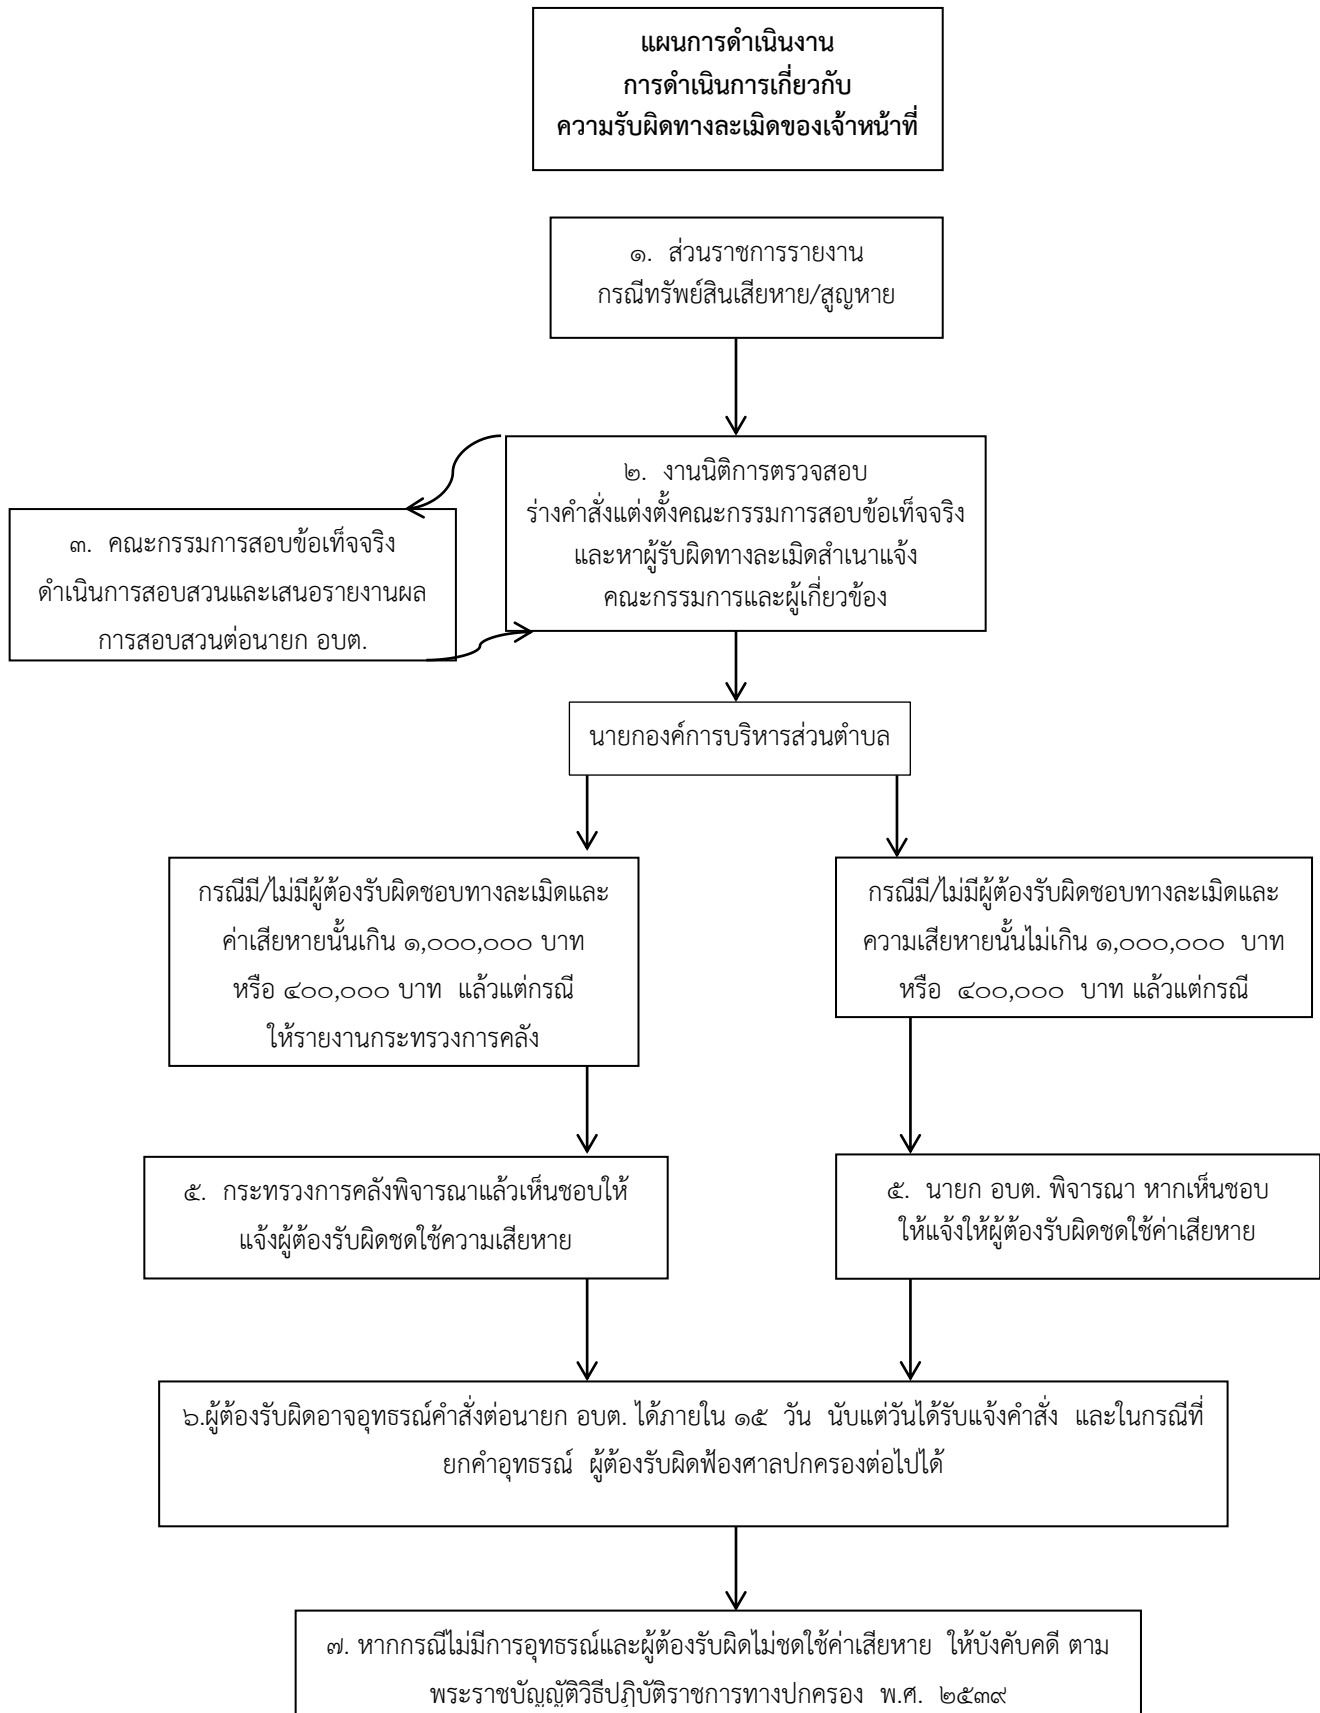 แผนการดำเนินงาน
การดำเนินการเกี่ยวกับ
ความรับผิดทางละเมิดของเจ้าหน้าที่
๑. ส่วนราชการรายงาน
กรณีทรัพย์สินเสียหาย/สูญหาย
๒. งานนิติการตรวจสอบ
ร่างคำสั่งแต่งตั้งคณะกรรมการสอบข้อเท็จจริง
และหาผู้รับผิดทางละเมิดสำเนาแจ้ง
คณะกรรมการและผู้เกี่ยวข้อง
๓. คณะกรรมการสอบข้อเท็จจริง
ดำเนินการสอบสวนและเสนอรายงานผล
การสอบสวนต่อนายก อบต.
นายกองค์การบริหารส่วนตำบล
กรณีมี/ไม่มีผู้ต้องรับผิดชอบทางละเมิดและ
ค่าเสียหายนั้นเกิน ๑,๐๐๐,๐๐๐ บาท
หรือ ๔๐๐,๐๐๐ บาท แล้วแต่กรณี
ให้รายงานกระทรวงการคลัง
กรณีมี/ไม่มีผู้ต้องรับผิดชอบทางละเมิดและ
ความเสียหายนั้นไม่เกิน ๑,๐๐๐,๐๐๐ บาท
หรือ ๔๐๐,๐๐๐ บาท แล้วแต่กรณี
๕. กระทรวงการคลังพิจารณาแล้วเห็นชอบให้
แจ้งผู้ต้องรับผิดชดใช้ความเสียหาย
๕. นายก อบต. พิจารณา หากเห็นชอบ
ให้แจ้งให้ผู้ต้องรับผิดชดใช้ค่าเสียหาย
๖.ผู้ต้องรับผิดอาจอุทธรณ์คำสั่งต่อนายก อบต. ได้ภายใน ๑๕ วัน นับแต่วันได้รับแจ้งคำสั่ง และในกรณีที่
ยกคำอุทธรณ์ ผู้ต้องรับผิดฟ้องศาลปกครองต่อไปได้
๗. หากกรณีไม่มีการอุทธรณ์และผู้ต้องรับผิดไม่ชดใช้ค่าเสียหาย ให้บังคับคดี ตาม
พระราชบัญญัติวิธีปฏิบัติราชการทางปกครอง พ.ศ. ๒๕๓๙